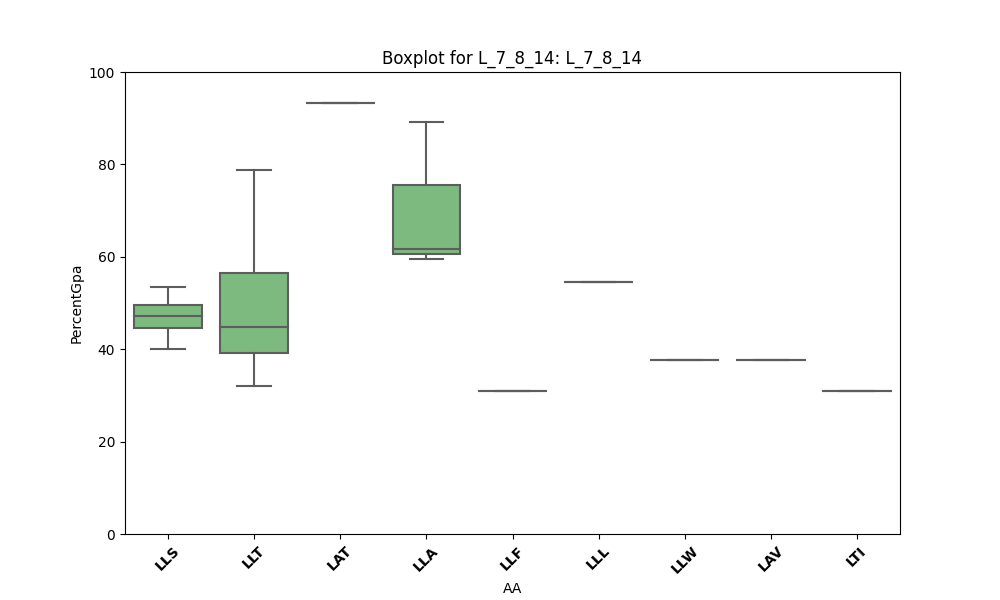 Boxplot for L_7_8_14: L_7_8_14
100
80
60
40
20
0
PercentGpa
LLS
LLT
LAT
LLA
LLF
LLL
LLW
LAV
LTI
AA